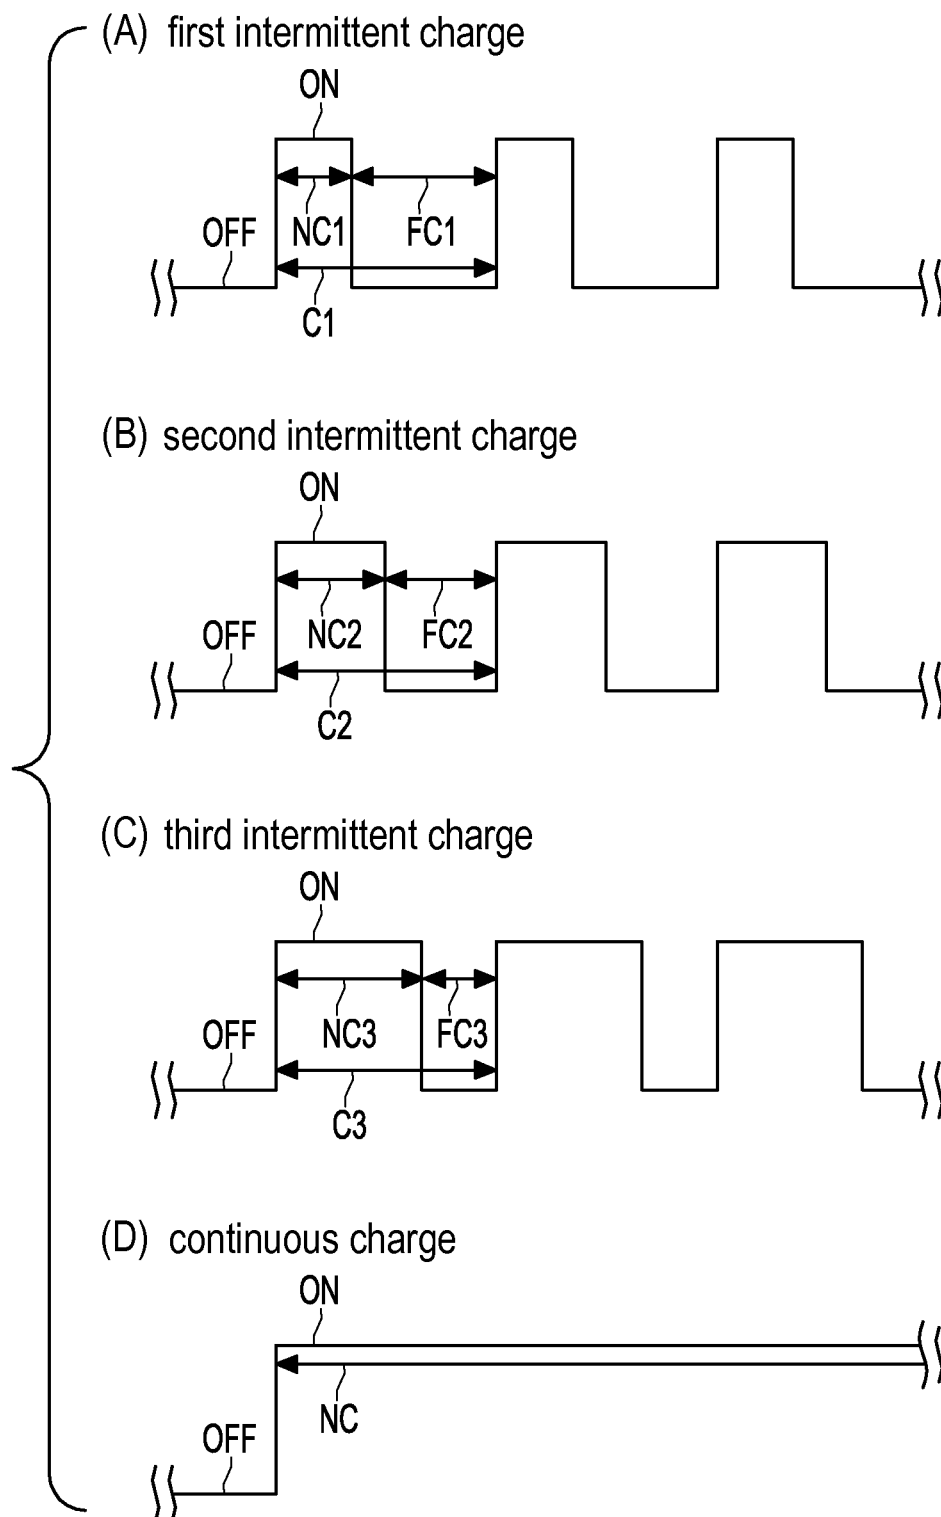 (A) first intermittent charge
ON
NC1
FC1
OFF
C1
(B) second intermittent charge
ON
NC2
FC2
OFF
C2
(C) third intermittent charge
ON
NC3
FC3
OFF
C3
(D) continuous charge
ON
NC
OFF